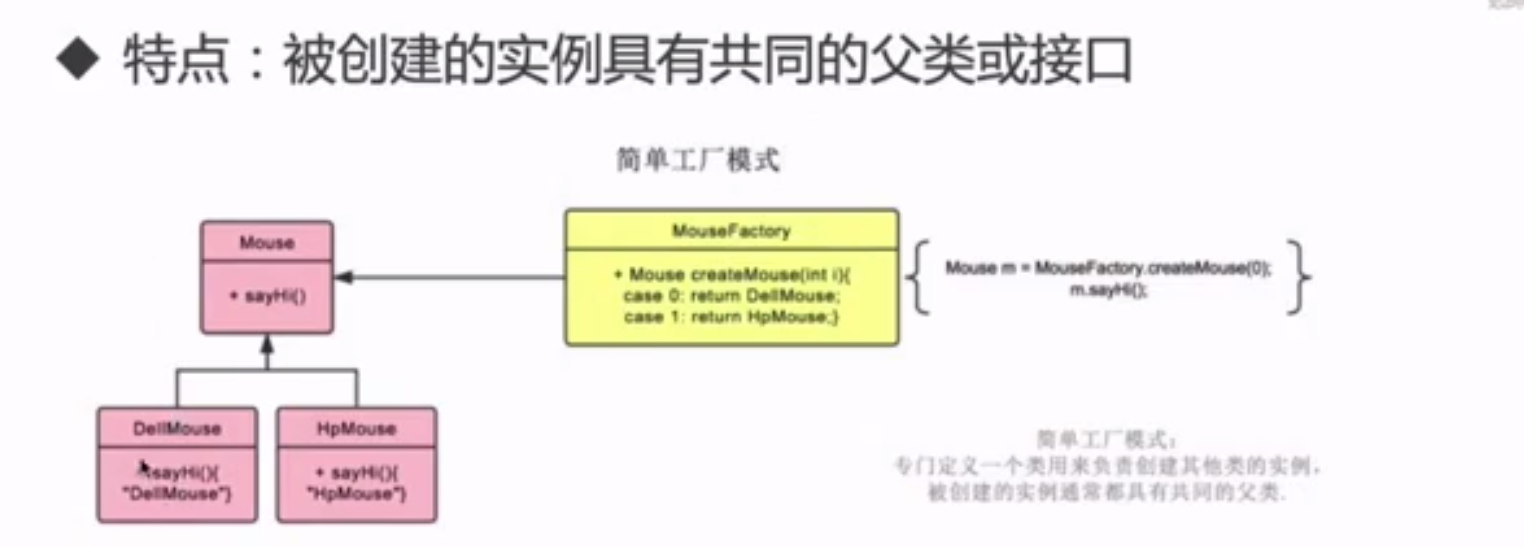 ◆ 特点：被创建的实例具有共同的父类或接口
简单工厂模式
Mouse
+ sayHi()
MouseFactory
+ Mouse createMouse(int i){
case 0: return DellMouse;
case 1: return HpMouse;}
Mouse m = MouseFactory.createMouse(0);
m.sayHi();
DellMouse
sayHi(){
"DellMouse"}
HpMouse
+ sayHi(){
"HpMouse"}
简单工厂模式：
专门定义一个类用来负责创建其他类的实例，
被创建的实例通常都具有共同的父类.